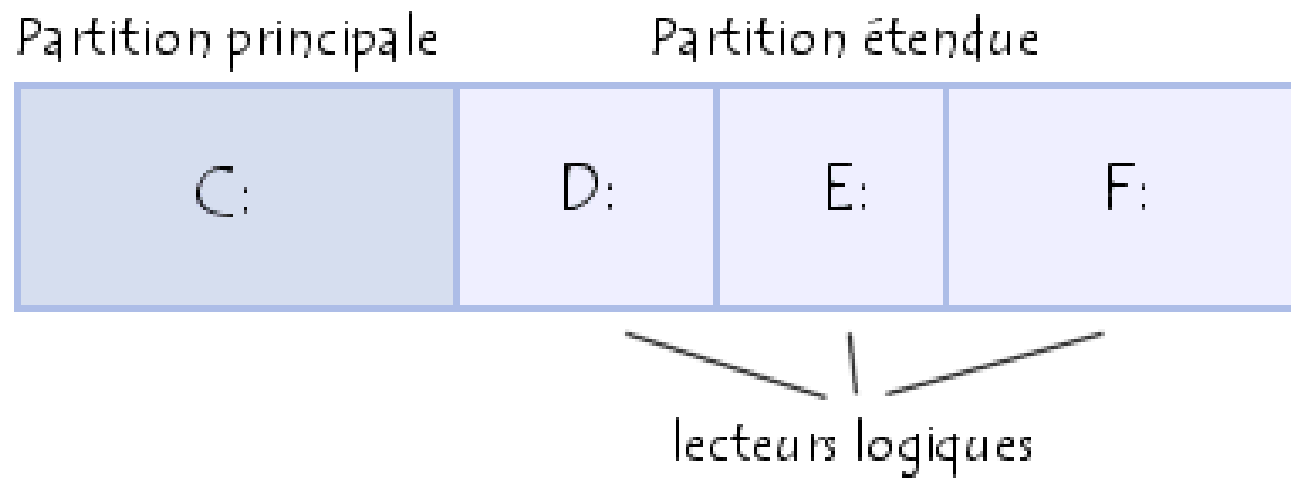 Partition principale Partition étendue
C: D: E: F:
lecteurs logiques